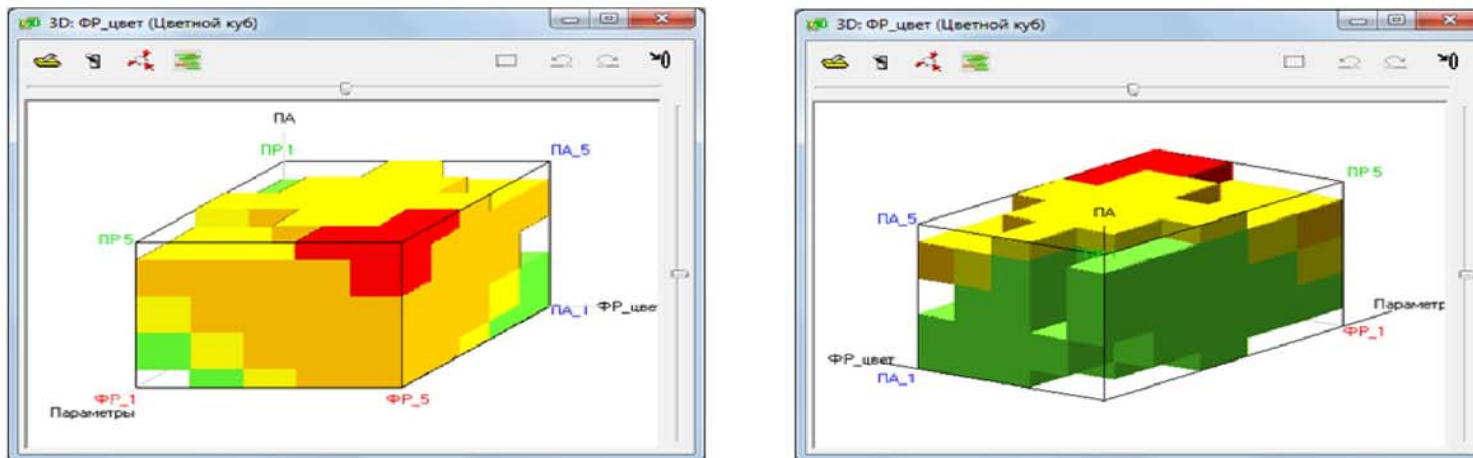 3D: ФР_цвет (Цветной куб)
ПА
ПР 1
ПА_5
ПР 5
ПА_1
ФР_цвет
ФР_1
ФР_5
Параметры
3D: ФР_цвет (Цветной куб)
ПР 5
ПА_5
ПА
Параметр
ФР_1
ФР_цвет
ПА_1